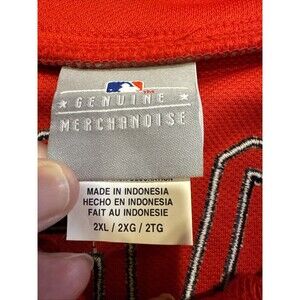 GENUINE
MERCHANDISE
MADE IN INDONESIA
HECHO EN INDONESIA
FAIT AU INDONESIE
2XL / 2XG / 2TG